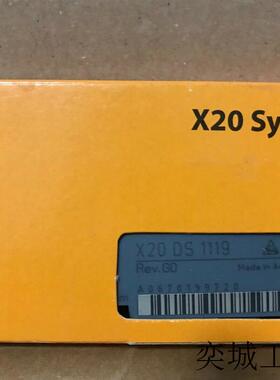 X20 Sy
X20 DS 1119
Rev.G0
Made in A
奕城工